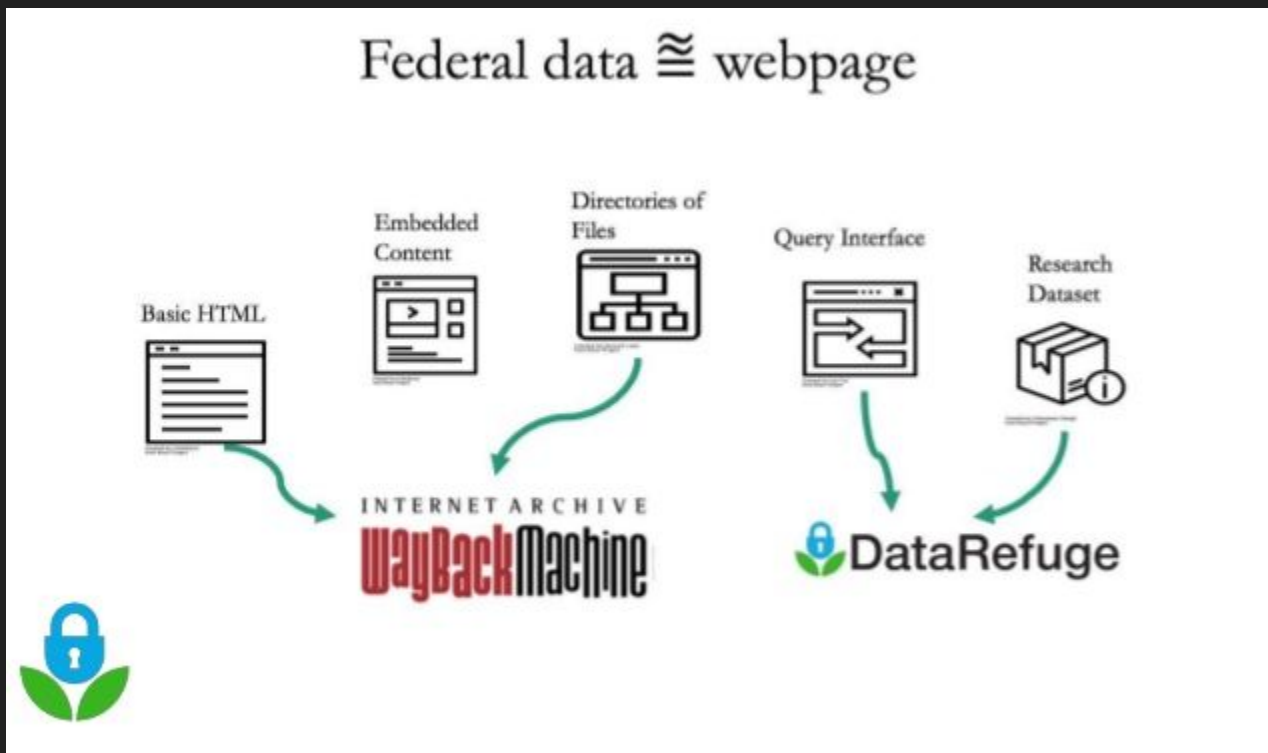 Federal data ≊ webpage
Basic HTML
Embedded
Content
Directories of
Files
Query Interface
Research
Dataset
INTERNET ARCHIVE
WayBackMachine
DataRefuge